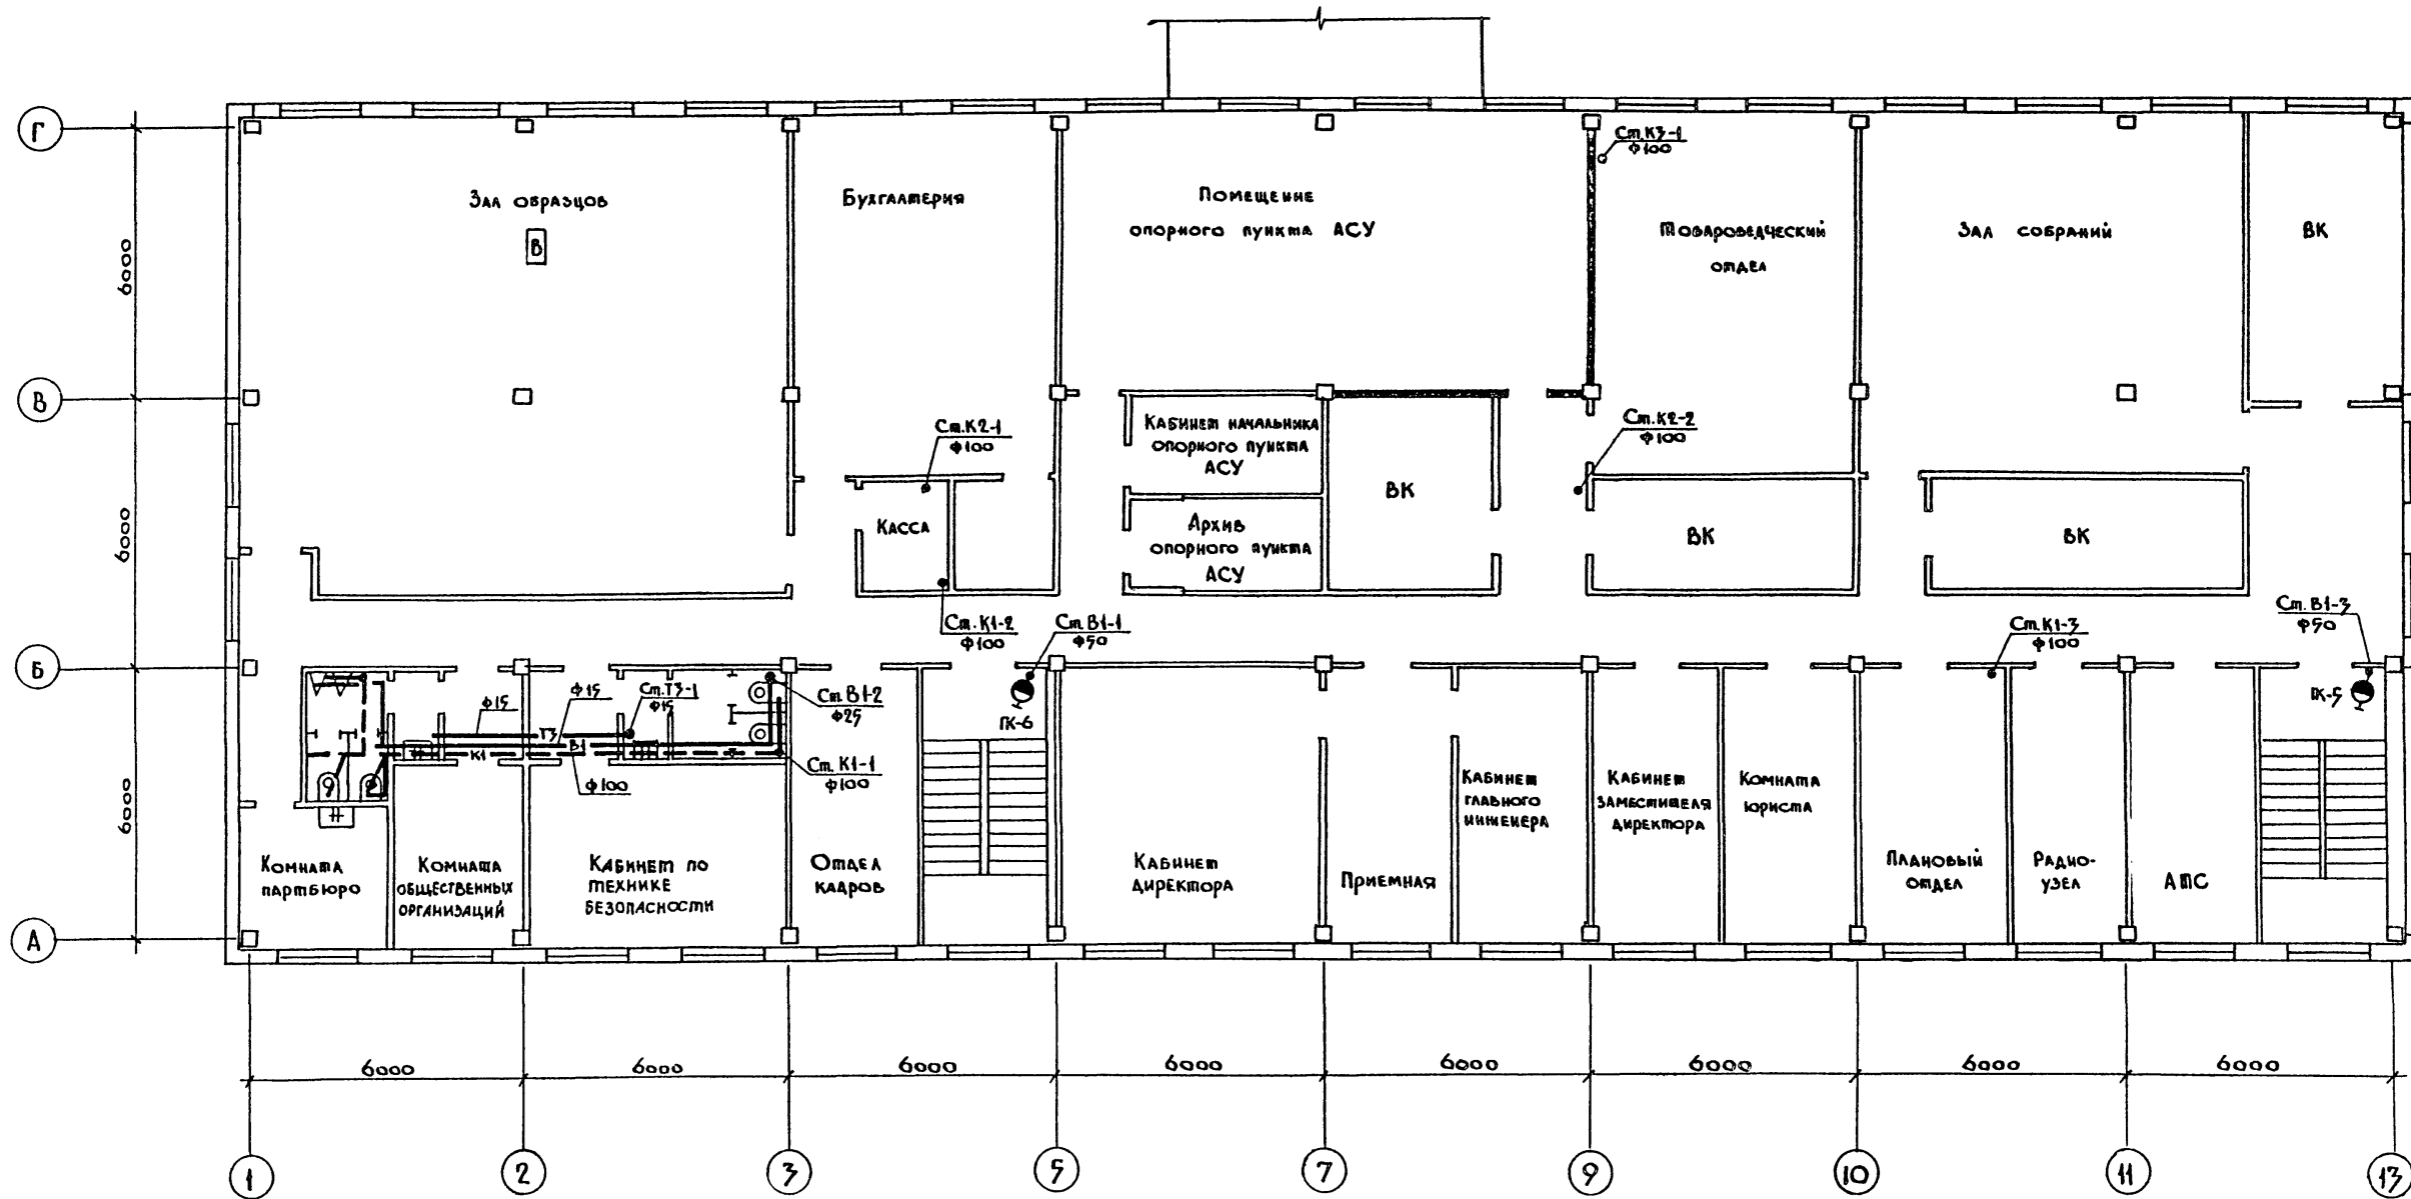 Г
Ст.К3-1
ф100
Зал образцов
В
Бухгалтерия
Помещение
опорного пункта АСУ
Товароведческий
отдел
Зал собраний
ВК
6000
В
Ст.К2-1
ф100
Кабинет начальника
опорного пункта
АСУ
Ст.К2-2
ф100
ВК
Касса
Архив
опорного пункта
АСУ
ВК
ВК
6000
Ст.К1-2
ф100
Ст.В1-1
ф50
Ст.К1-3
ф100
Ст.В1-3
ф50
Б
ф15
ф15
Ст.Т3-1
ф15
Ст.В1-2
ф25
ПК-6
ПК-5
Т3
В1
К1
ф100
Ст.К1-1
ф100
6000
Комната
партбюро
Комната
общественных
организаций
Кабинет по
технике
безопасности
Отдел
кадров
Кабинет
директора
Приемная
Кабинет
главного
инженера
Кабинет
заместителя
директора
Комната
юриста
Плановый
отдел
Радио-
узел
АТС
А
6000 6000 6000 6000 6000 6000 6000 6000
1 2 3 5 7 9 10 11 13